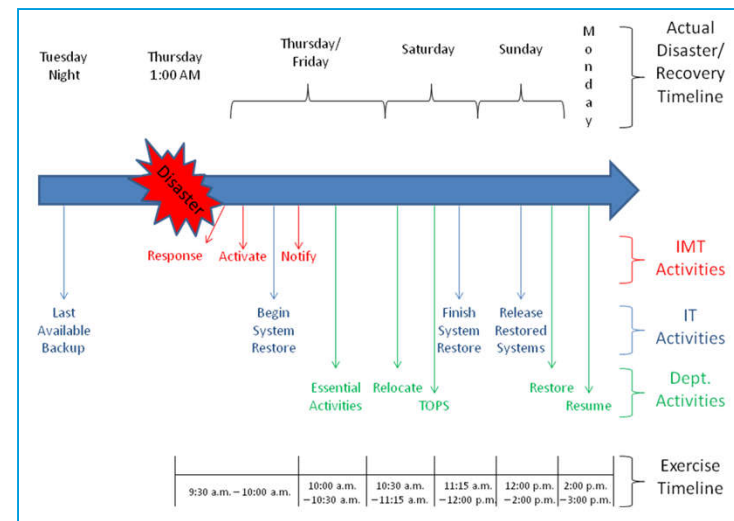 Tuesday
Night
Thursday
1:00 AM
Thursday/
Friday
Saturday
Sunday
M
o
n
d
a
y
Actual
Disaster/
Recovery
Timeline
Disaster
Response
Activate
Notify
IMT
Activities
Last
Available
Backup
Begin
System
Restore
Finish
System
Restore
Release
Restored
Systems
IT
Activities
Essential
Activities
Relocate
TOPS
Restore
Resume
Dept.
Activities
9:30 a.m. – 10:00 a.m.
10:00 a.m.
–10:30 a.m.
10:30 a.m.
–11:15 a.m.
11:15 a.m.
–12:00 p.m.
12:00 p.m.
–2:00 p.m.
2:00 p.m.
–3:00 p.m.
Exercise
Timeline